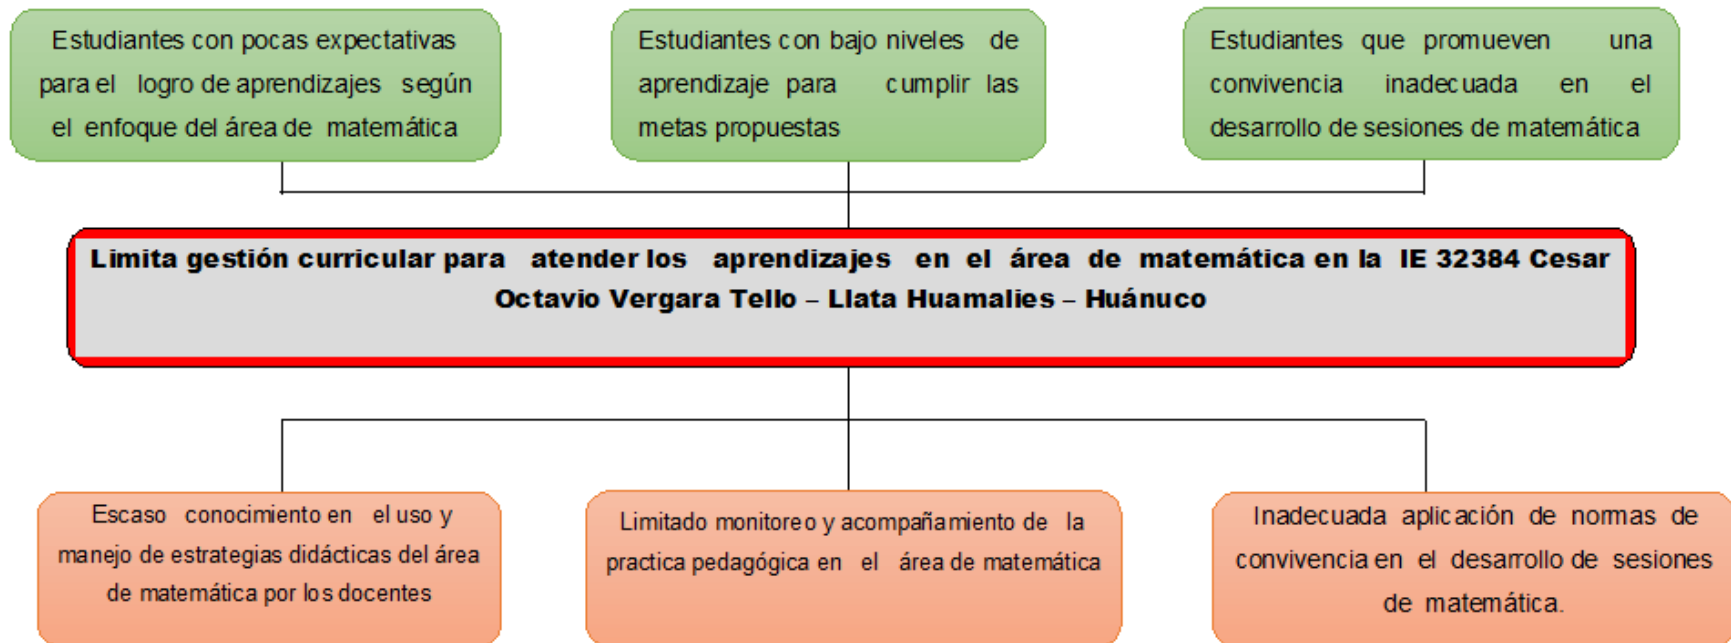 Estudiantes con pocas expectativas
para el logro de aprendizajes según
el enfoque del área de matemática
Estudiantes con bajo niveles de
aprendizaje para cumplir las
metas propuestas
Estudiantes que promueven una
convivencia inadecuada en el
desarrollo de sesiones de matemática
Limita gestión curricular para atender los aprendizajes en el área de matemática en la IE 32384 Cesar
Octavio Vergara Tello – Llata Huamalies – Huánuco
Escaso conocimiento en el uso y
manejo de estrategias didácticas del área
de matemática por los docentes
Limitado monitoreo y acompañamiento de la
practica pedagógica en el área de matemática
Inadecuada aplicación de normas de
convivencia en el desarrollo de sesiones
de matemática.